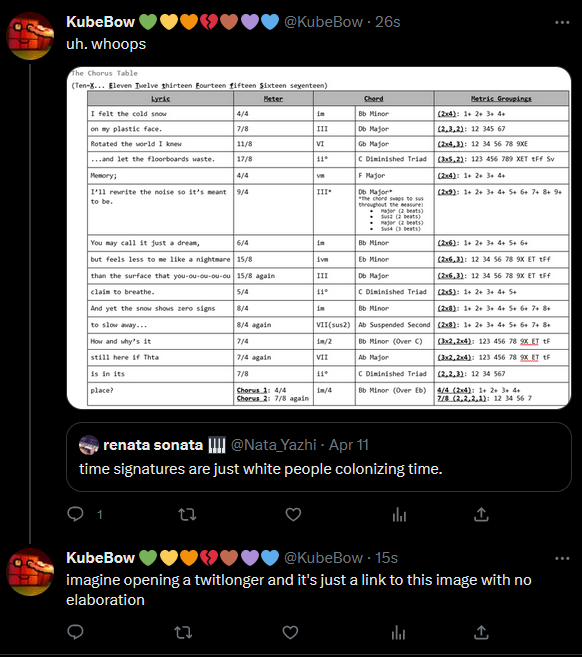 KubeBow 💚💛🧡💔🤎💜💙 @KubeBow · 26s
uh. whoops
The Chorus Table
(Ten=X... Eleven Twelve thirteen Fourteen fifteen Sixteen seventeen)
Lyric Meter Chord Metric Groupings
I felt the cold snow 4/4 im Bb Minor (2x4): 1+ 2+ 3+ 4+
on my plastic face. 7/8 III Db Major (2,3,2): 12 345 67
Rotated the world I knew 11/8 VI Gb Major (2x4,3): 12 34 56 78 9XE
...and let the floorboards waste. 17/8 ii° C Diminished Triad (3x5,2): 123 456 789 XET tFf Sv
Memory; 4/4 vm F Major (2x4): 1+ 2+ 3+ 4+
I'll rewrite the noise so it's meant to be. 9/4 III* Db Major* (2x9): 1+ 2+ 3+ 4+ 5+ 6+ 7+ 8+ 9+
*The chord swaps to sus throughout the measure:
• Major (2 beats)
• Sus2 (2 beats)
• Major (2 beats)
• Sus4 (3 beats)
You may call it just a dream, 6/4 im Bb Minor (2x6): 1+ 2+ 3+ 4+ 5+ 6+
but feels less to me like a nightmare 15/8 ivm Eb Minor (2x6,3): 12 34 56 78 9X ET tFf
than the surface that you-ou-ou-ou-ou 15/8 again III Db Major (2x6,3): 12 34 56 78 9X ET tFf
claim to breathe. 5/4 ii° C Diminished Triad (2x5): 1+ 2+ 3+ 4+ 5+
And yet the snow shows zero signs 8/4 im Bb Minor (2x8): 1+ 2+ 3+ 4+ 5+ 6+ 7+ 8+
to slow away... 8/4 again VII(sus2) Ab Suspended Second (2x8): 1+ 2+ 3+ 4+ 5+ 6+ 7+ 8+
How and why's it 7/4 im/2 Bb Minor (Over C) (3x2,2x4): 123 456 78 9X ET tF
still here if Thta 7/4 again VII Ab Major (3x2,2x4): 123 456 78 9X ET tF
is in its 7/8 ii° C Diminished Triad (2,2,3): 12 34 567
place? Chorus 1: 4/4 im/4 Bb Minor (Over Eb) 4/4 (2x4): 1+ 2+ 3+ 4+
Chorus 2: 7/8 again 7/8 (2,2,2,1): 12 34 56 7
renata sonata 🎹 @Nata_Yazhi · Apr 11
time signatures are just white people colonizing time.
1
KubeBow 💚💛🧡💔🤎💜💙 @KubeBow · 15s
imagine opening a twitlonger and it's just a link to this image with no
elaboration